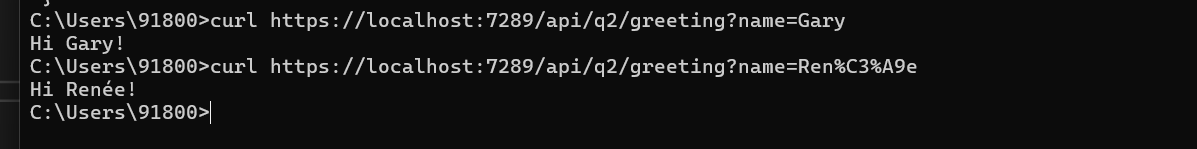 C:\Users\91800>curl https://localhost:7289/api/q2/greeting?name=Gary
Hi Gary!
C:\Users\91800>curl https://localhost:7289/api/q2/greeting?name=Ren%C3%A9e
Hi Renée!
C:\Users\91800>